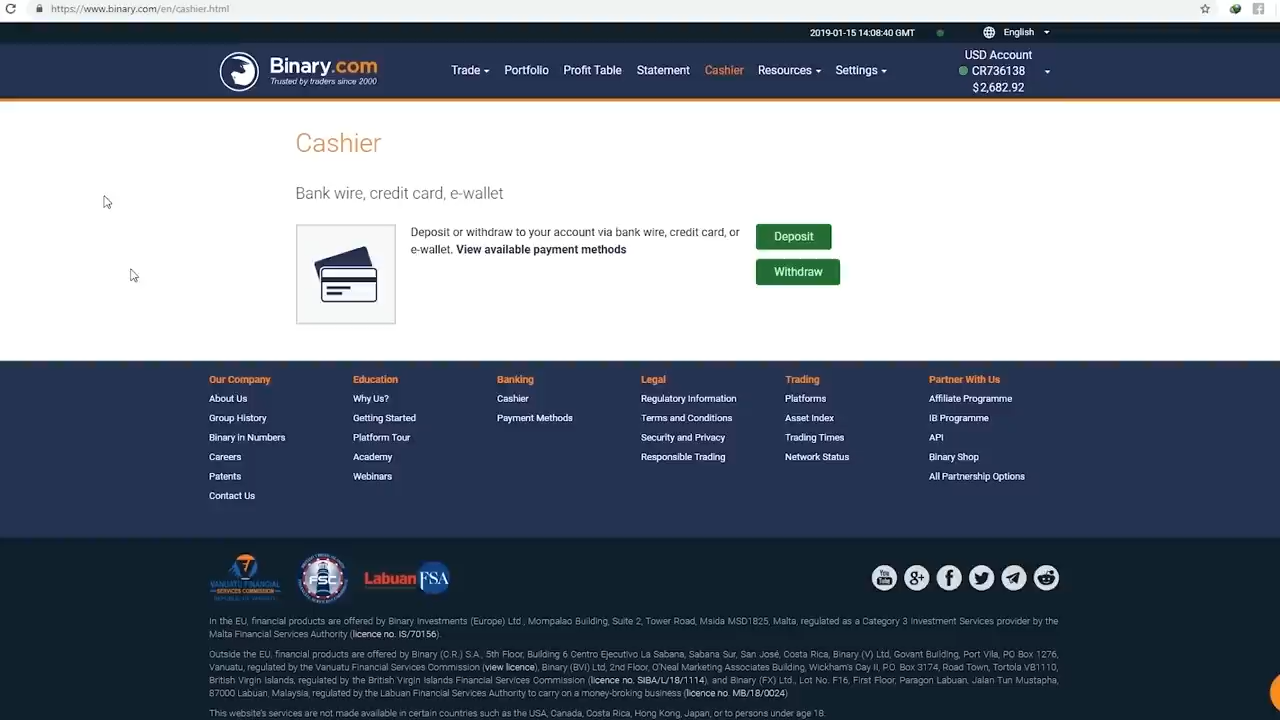 https://www.binary.com/en/cashier.html
2019-01-15 14:08:40 GMT
English
Binary.com
Trusted by traders since 2000
Trade
Portfolio
Profit Table
Statement
Cashier
Resources
Settings
USD Account
CR736138
$2,682.92
Cashier
Bank wire, credit card, e-wallet
Deposit or withdraw to your account via bank wire, credit card, or
e-wallet. View available payment methods
Deposit
Withdraw
Our Company
About Us
Group History
Binary in Numbers
Careers
Patents
Contact Us
Education
Why Us?
Getting Started
Platform Tour
Academy
Webinars
Banking
Cashier
Payment Methods
Legal
Regulatory Information
Terms and Conditions
Security and Privacy
Responsible Trading
Trading
Platforms
Asset Index
Trading Times
Network Status
Partner With Us
Affiliate Programme
IB Programme
API
Binary Shop
All Partnership Options
VANUATU FINANCIAL
SERVICES COMMISSION
FSC
Labuan FSA
You Tube
In the EU, financial products are offered by Binary Investments (Europe) Ltd., Mompalao Building, Suite 2, Tower Road, Msida MSD1825, Malta, regulated as a Category 3 Investment Services provider by the
Malta Financial Services Authority (licence no. IS/70156).
Outside the EU, financial products are offered by Binary (C.R.) S.A., 5th Floor, Building 6 Centro Ejecutivo La Sabana, Sabana Sur, San José, Costa Rica, Binary (V) Ltd, Govant Building, Port Vila, PO Box 1276,
Vanuatu, regulated by the Vanuatu Financial Services Commission (view licence), Binary (BVI) Ltd, 2nd Floor, O'Neal Marketing Associates Building, Wickham's Cay II, P.O. Box 3174, Road Town, Tortola VG1110,
British Virgin Islands, regulated by the British Virgin Islands Financial Services Commission (licence no. SIBA/L/18/1114), and Binary (FX) Ltd., Lot No. F16, First Floor, Paragon Labuan, Jalan Tun Mustapha,
87000 Labuan, Malaysia, regulated by the Labuan Financial Services Authority to carry on a money-broking business (licence no. MB/18/0024).
This website's services are not made available in certain countries such as the USA, Canada, Costa Rica, Hong Kong, Japan, or to persons under age 18.